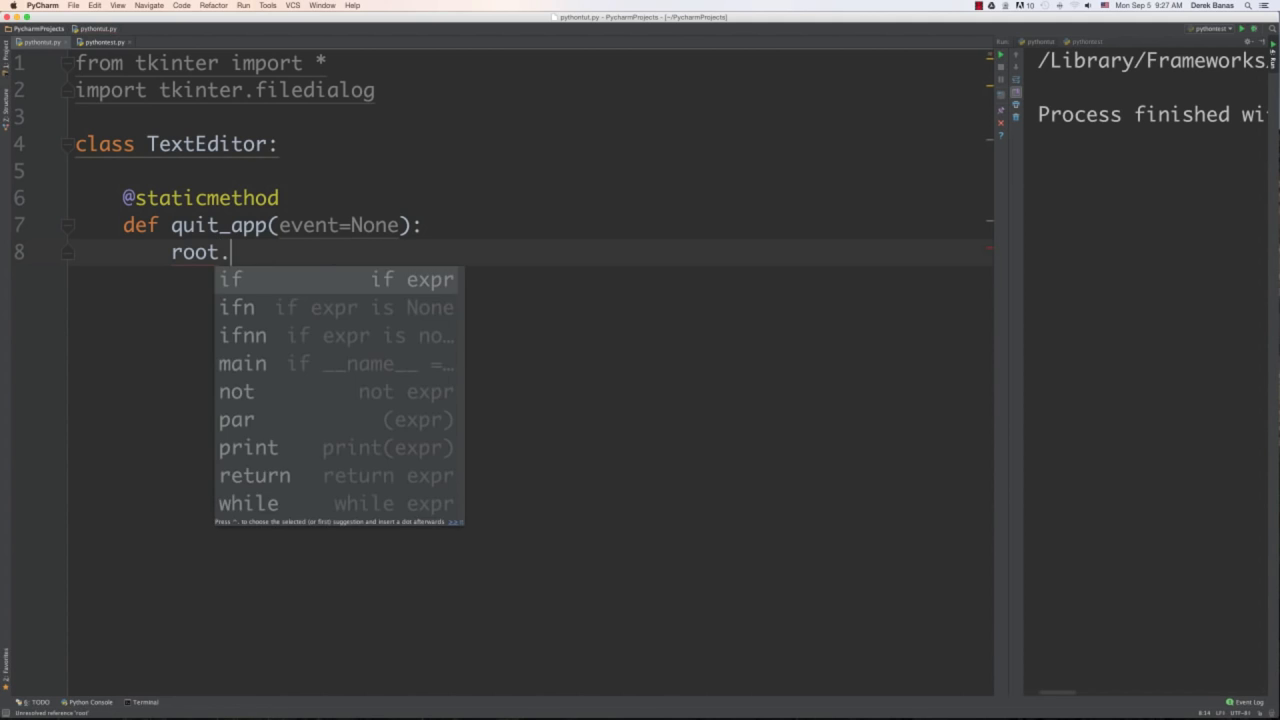 PyCharm File Edit View Navigate Code Refactor Run Tools VCS Window Help 10 Mon Sep 5 9:27 AM Derek Banas
pythontut.py - PycharmProjects - [~/PycharmProjects]
PycharmProjects pythontut.py pythontest
pythontut.py pythontest.py Run: pythontut pythontest
1 from tkinter import *
2 import tkinter.filedialog
3
4 class TextEditor:
5
6 @staticmethod
7 def quit_app(event=None):
8 root.
if if expr
ifn if expr is None
ifnn if expr is no…
main if __name__ =…
not not expr
par (expr)
print print(expr)
return return expr
while while expr
Press ^. to choose the selected (or first) suggestion and insert a dot afterwards >>
/Library/Frameworks
Process finished wi
1: Project
7: Structure
2: Favorites
6: TODO Python Console Terminal Event Log
Unresolved reference 'root' 8:14 LF÷ UTF-8÷